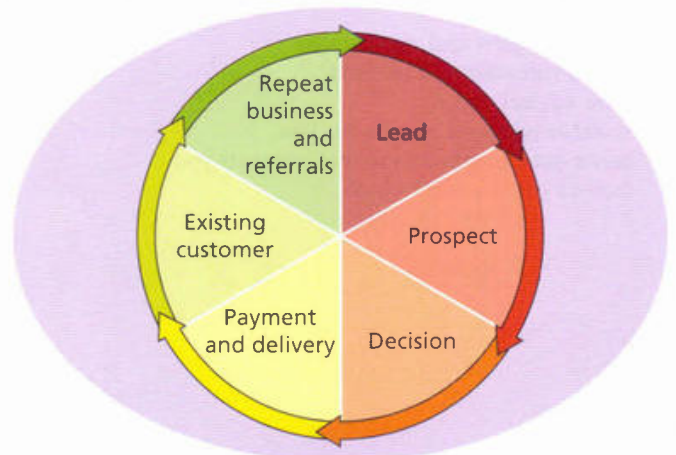 Repeat
business
and
referrals
Lead
Prospect
Decision
Payment
and delivery
Existing
customer